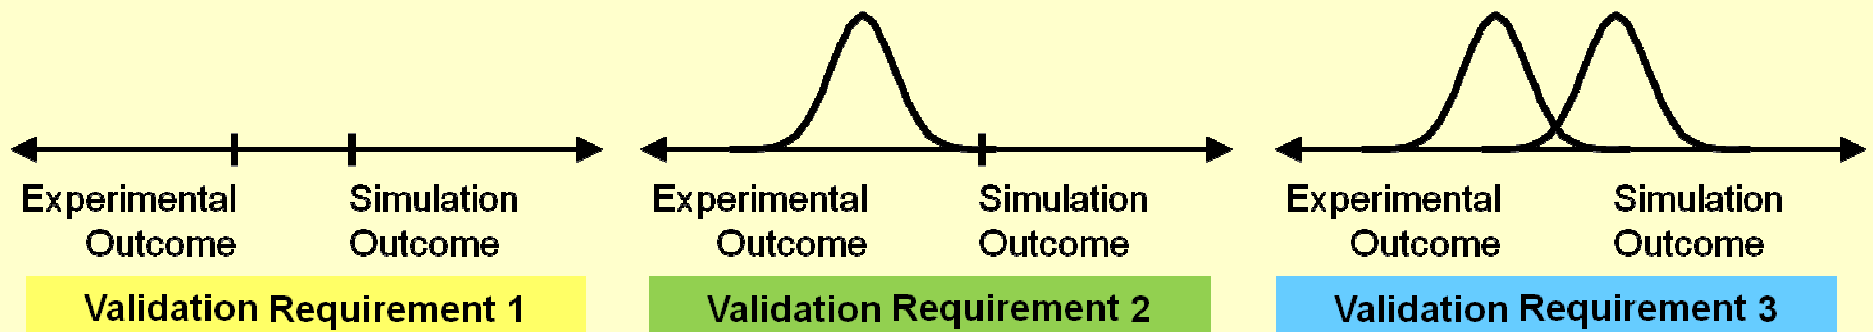 Experimental Outcome
Simulation Outcome
Validation Requirement 1
Experimental Outcome
Simulation Outcome
Validation Requirement 2
Experimental Outcome
Simulation Outcome
Validation Requirement 3